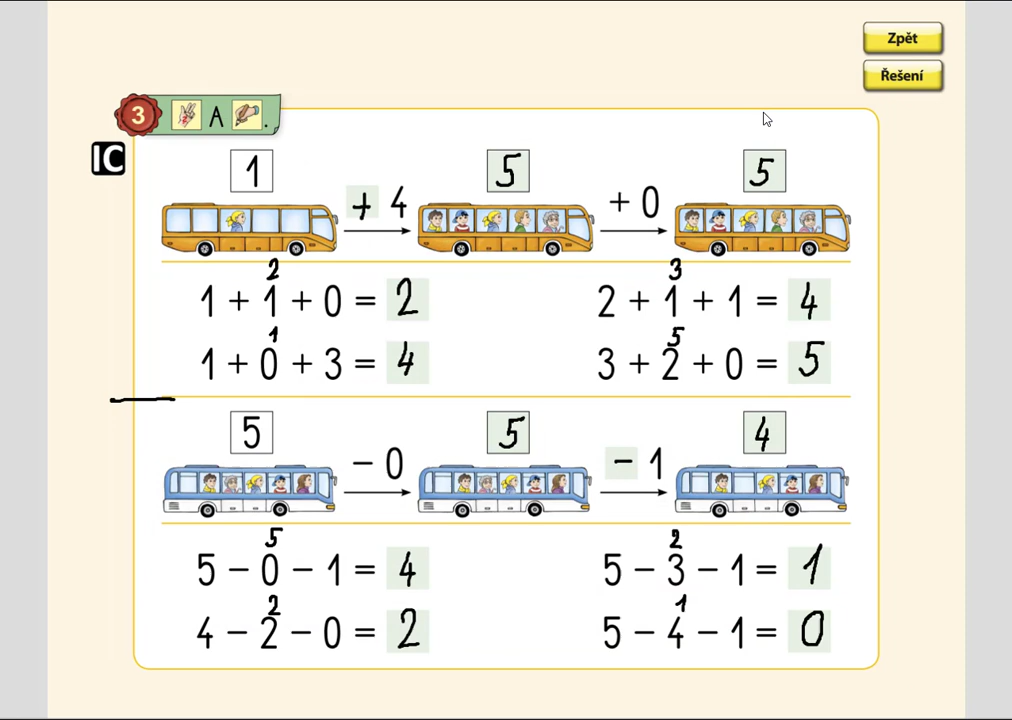 Zpět
Řešení
3 A .
IC
1 + 4 5 + 0 5
2 3
1 + 1 + 0 = 2 2 + 1 + 1 = 4
1 5
1 + 0 + 3 = 4 3 + 2 + 0 = 5
5 − 0 5 − 1 4
5 2
5 − 0 − 1 = 4 5 − 3 − 1 = 1
2 1
4 − 2 − 0 = 2 5 − 4 − 1 = 0